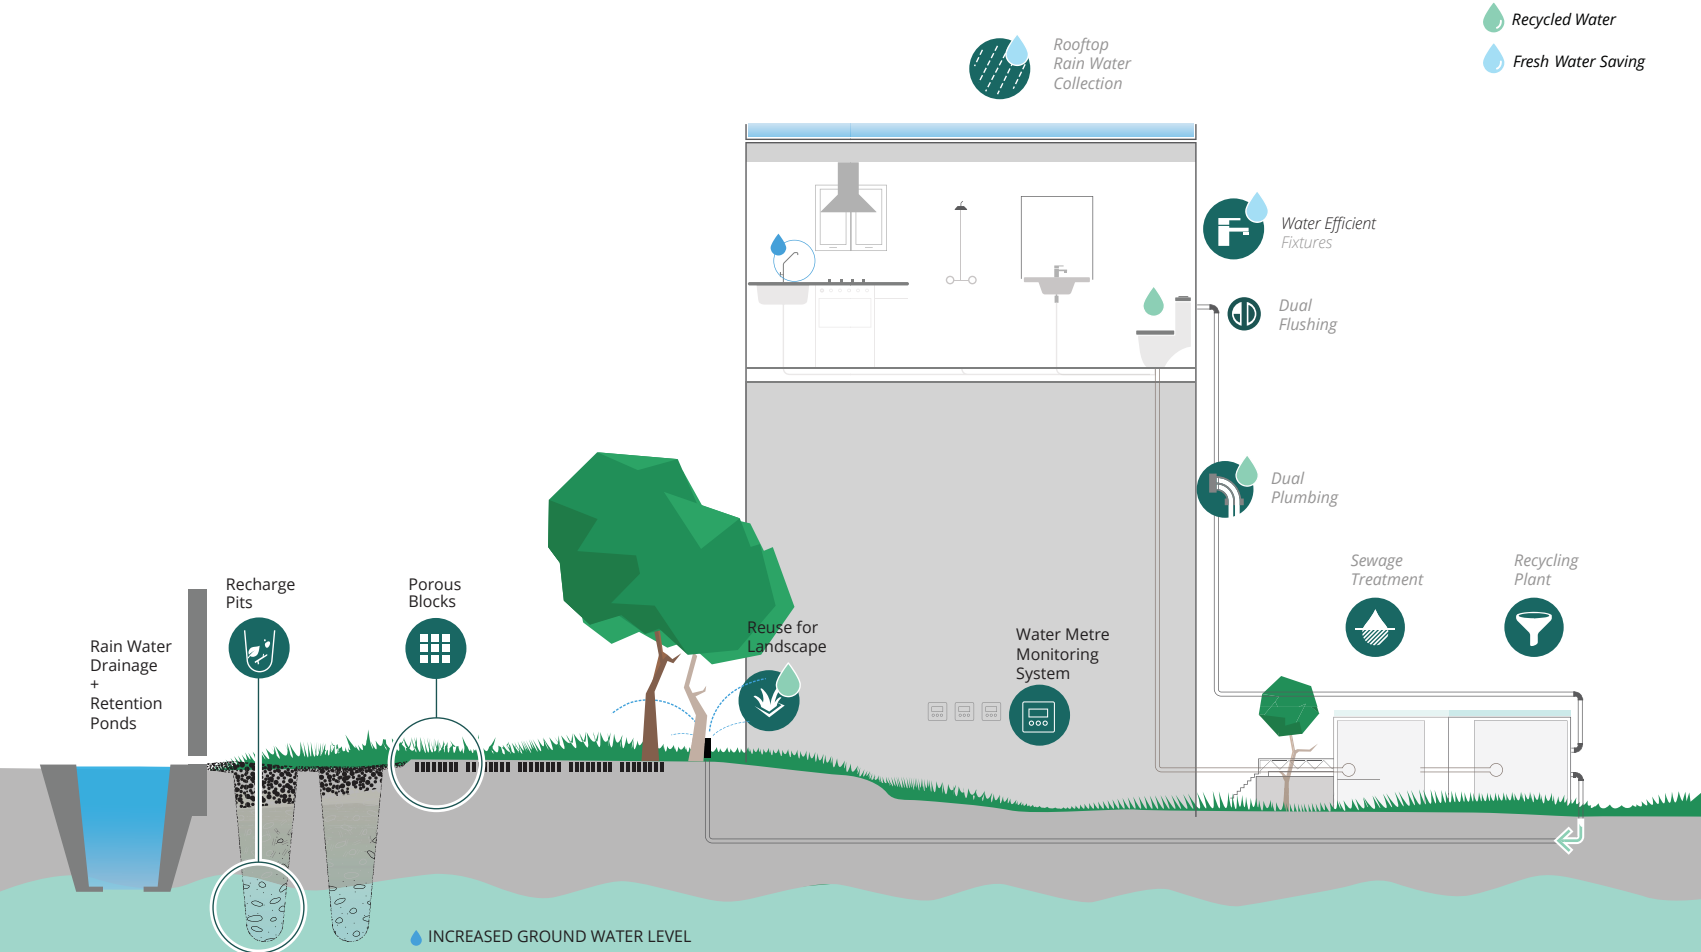 Recycled Water
Fresh Water Saving
Rooftop
Rain Water
Collection
Water Efficient
Fixtures
Dual
Flushing
Dual
Plumbing
Sewage
Treatment
Recycling
Plant
Recharge
Pits
Porous
Blocks
Rain Water
Drainage
+
Retention
Ponds
Reuse for
Landscape
Water Metre
Monitoring
System
INCREASED GROUND WATER LEVEL